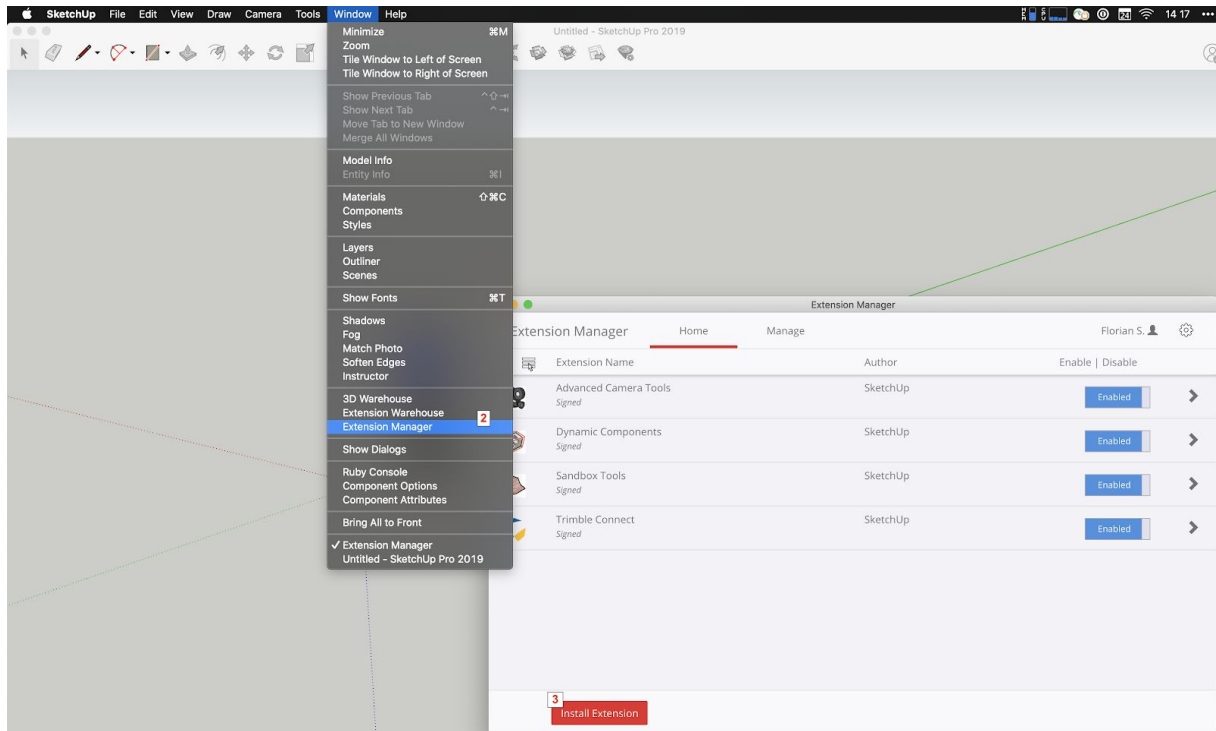 SketchUp File Edit View Draw Camera Tools Window Help
24 14 17
Untitled - SketchUp Pro 2019
Minimize ⌘M
Zoom
Tile Window to Left of Screen
Tile Window to Right of Screen
Show Previous Tab ^⇧⇥
Show Next Tab ^⇥
Move Tab to New Window
Merge All Windows
Model Info
Entity Info ⌘I
Materials ⇧⌘C
Components
Styles
Layers
Outliner
Scenes
Show Fonts ⌘T
Shadows
Fog
Match Photo
Soften Edges
Instructor
3D Warehouse
Extension Warehouse
Extension Manager 2
Show Dialogs
Ruby Console
Component Options
Component Attributes
Bring All to Front
✓ Extension Manager
Untitled - SketchUp Pro 2019
Extension Manager
Extension Manager Home Manage Florian S.
Extension Name Author Enable | Disable
Advanced Camera Tools SketchUp Enabled
Signed
Dynamic Components SketchUp Enabled
Signed
Sandbox Tools SketchUp Enabled
Signed
Trimble Connect SketchUp Enabled
Signed
3
Install Extension